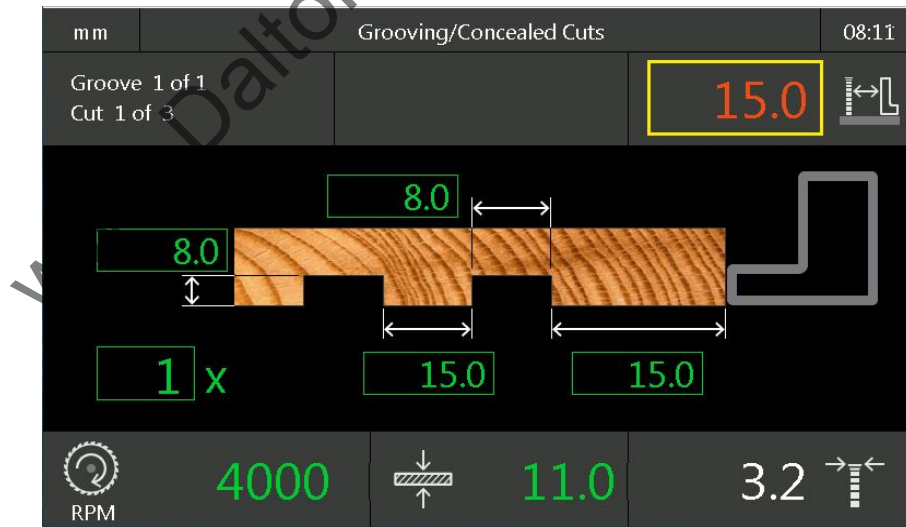 mm
Grooving/Concealed Cuts
08:11
Groove 1 of 1
Cut 1 of 3
15.0
8.0
8.0
1 x
15.0
15.0
RPM
4000
11.0
3.2